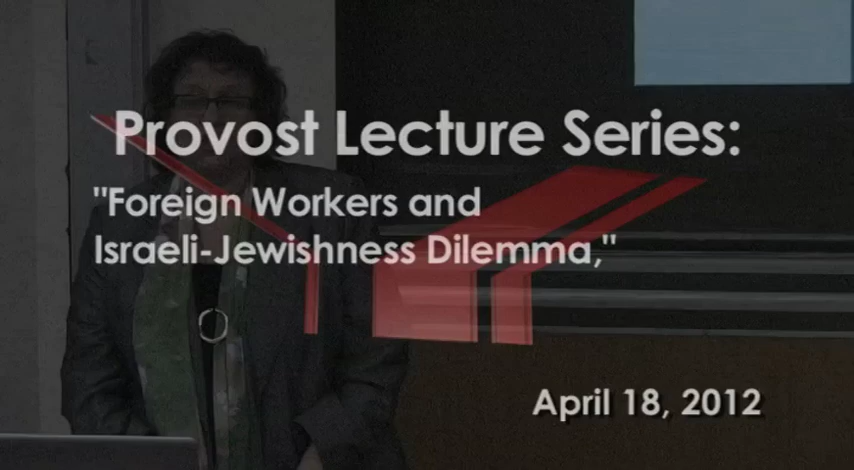 Provost Lecture Series:
"Foreign Workers and
Israeli-Jewishness Dilemma,"
April 18, 2012